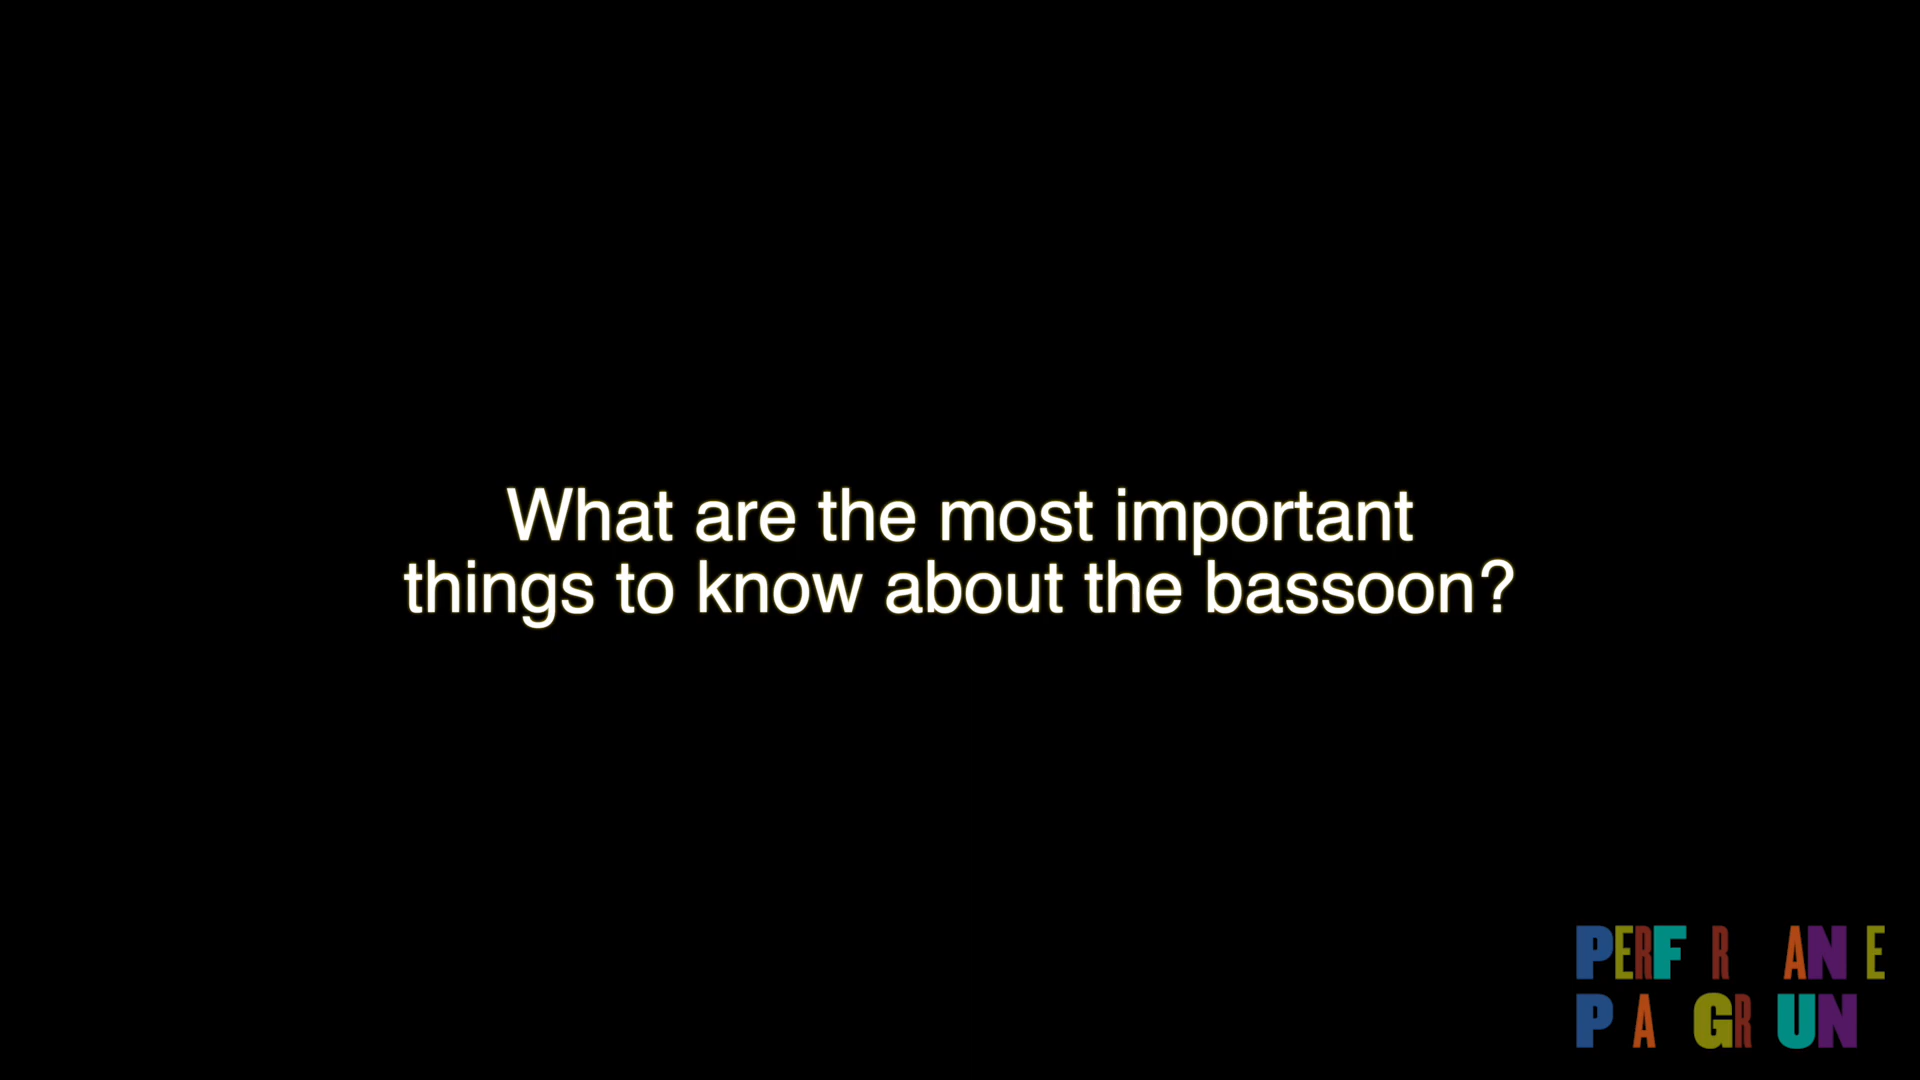 What are the most important
things to know about the bassoon?
PERF R AN E
P A GR UN